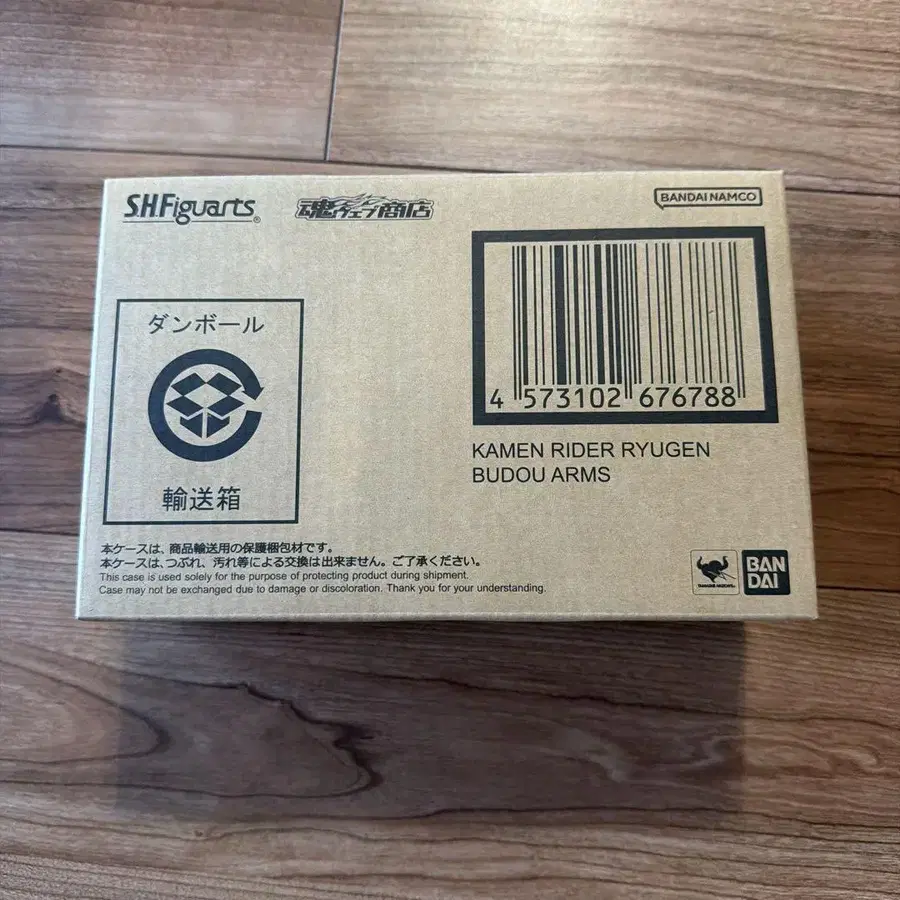 S.H.Figuarts®
魂ウェブ商店
BANDAI NAMCO
ダンボール
輸送箱
4 573102 676788
KAMEN RIDER RYUGEN
BUDOU ARMS
本ケースは、商品輸送用の保護梱包材です。
本ケースは、つぶれ、汚れ等による交換は出来ません。ご了承ください。
This case is used solely for the purpose of protecting product during shipment.
Case may not be exchanged due to damage or discoloration. Thank you for your understanding.
BAN
DAI